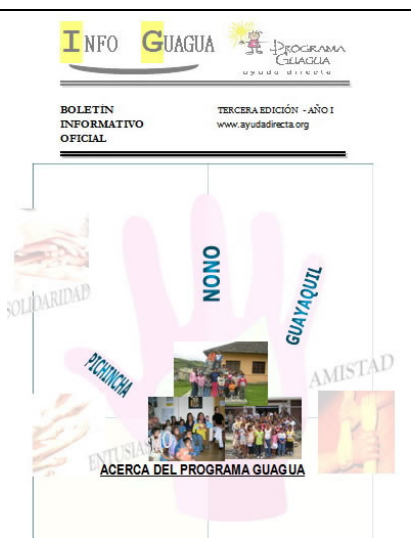 INFO GUAGUA
PROGRAMA
GUAGUA
ayuda directa
BOLETÍN
INFORMATIVO
OFICIAL
TERCERA EDICIÓN - AÑO I
www.ayudadirecta.org
NONO
GUAYAQUIL
SOLIDARIDAD
PICHINCHA
AMISTAD
ACERCA DEL PROGRAMA GUAGUA